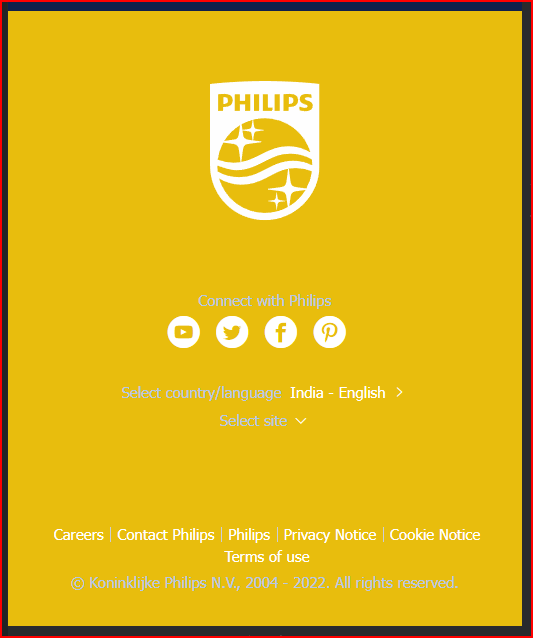 PHILIPS
Connect with Philips
Select country/language India - English
Select site
Careers | Contact Philips | Philips | Privacy Notice | Cookie Notice
Terms of use
© Koninklijke Philips N.V., 2004 - 2022. All rights reserved.